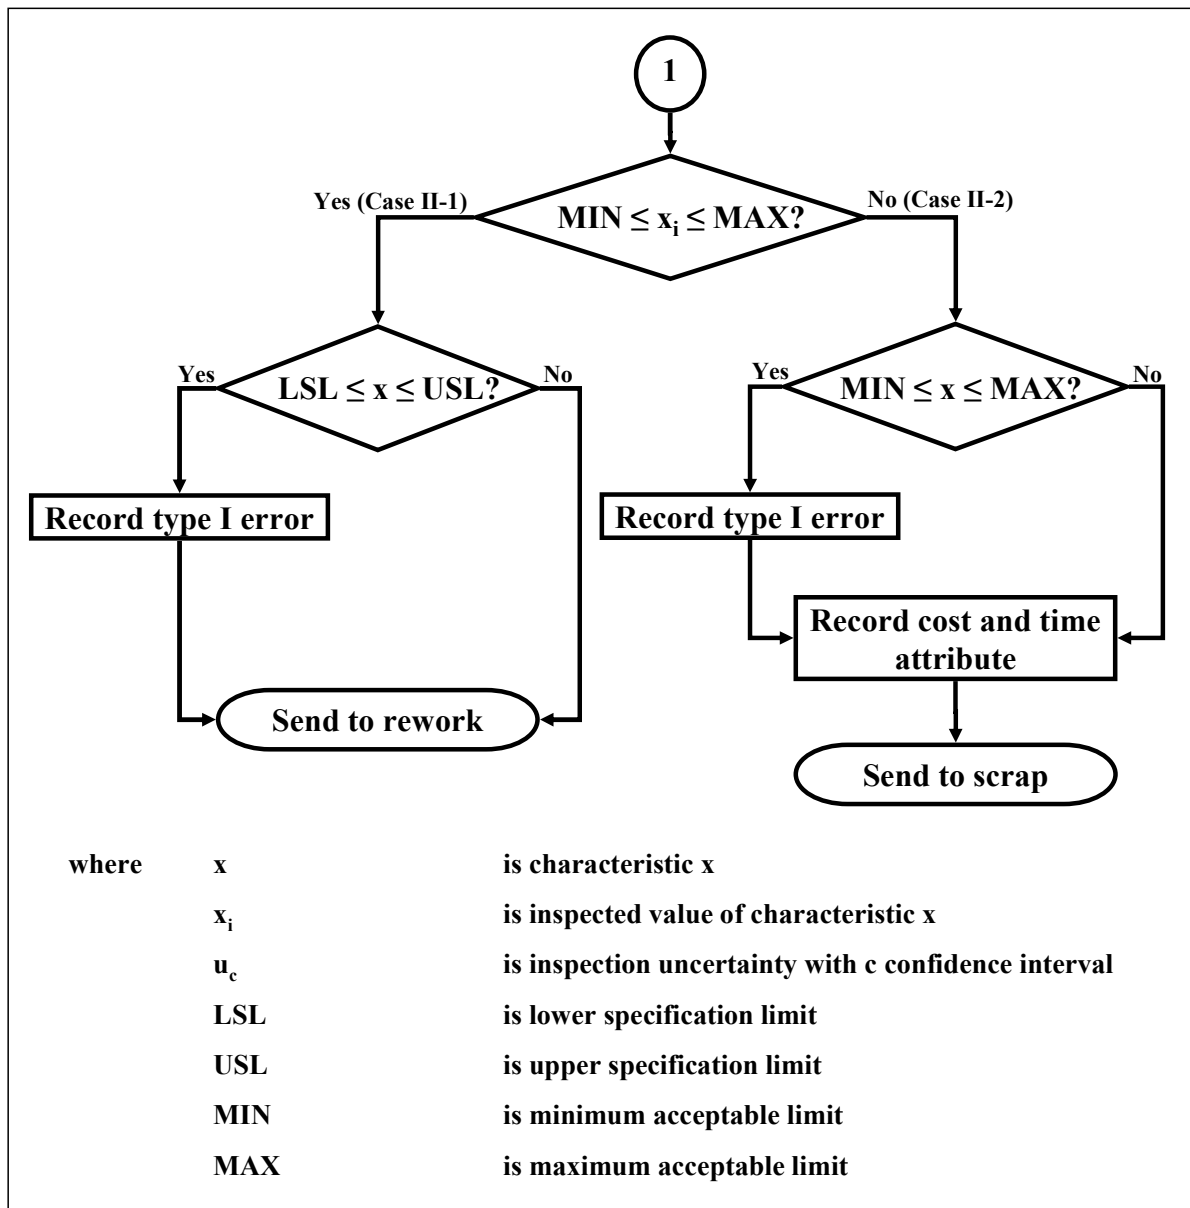 1
Yes (Case II-1)
MIN ≤ xᵢ ≤ MAX?
No (Case II-2)
Yes
LSL ≤ x ≤ USL?
No
Yes
MIN ≤ x ≤ MAX?
No
Record type I error
Record type I error
Record cost and time
attribute
Send to rework
Send to scrap
where x is characteristic x
xᵢ is inspected value of characteristic x
u_c is inspection uncertainty with c confidence interval
LSL is lower specification limit
USL is upper specification limit
MIN is minimum acceptable limit
MAX is maximum acceptable limit